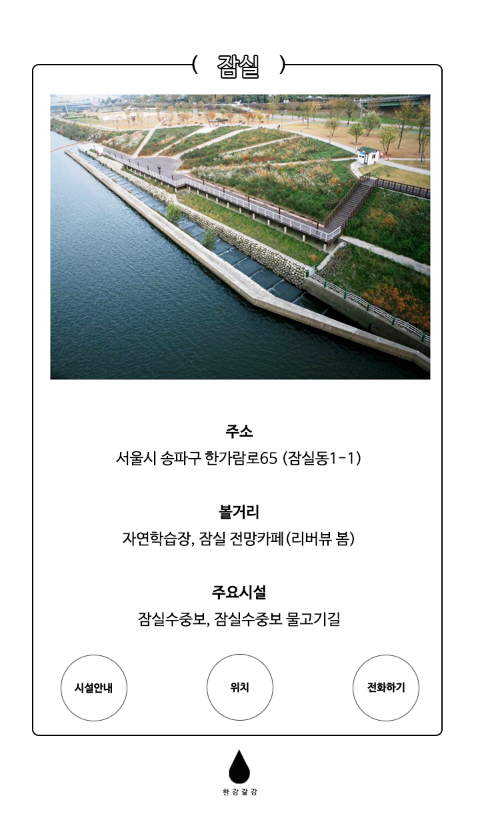 ( 잠실 )
주소
서울시 송파구 한가람로65 (잠실동1-1)
볼거리
자연학습장, 잠실 전망카페(리버뷰 봄)
주요시설
잠실수중보, 잠실수중보 물고기길
시설안내 위치 전화하기
한강갈감